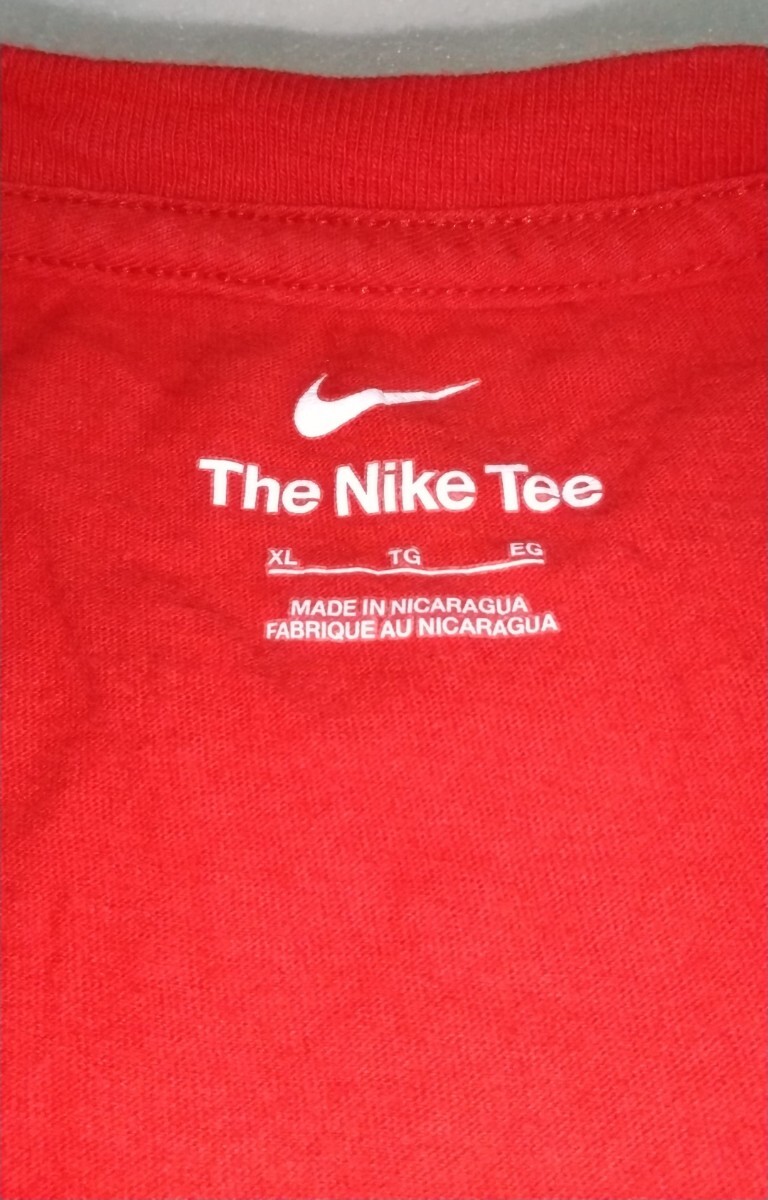 The Nike Tee
XL TG EG
MADE IN NICARAGUA
FABRIQUE AU NICARAGUA